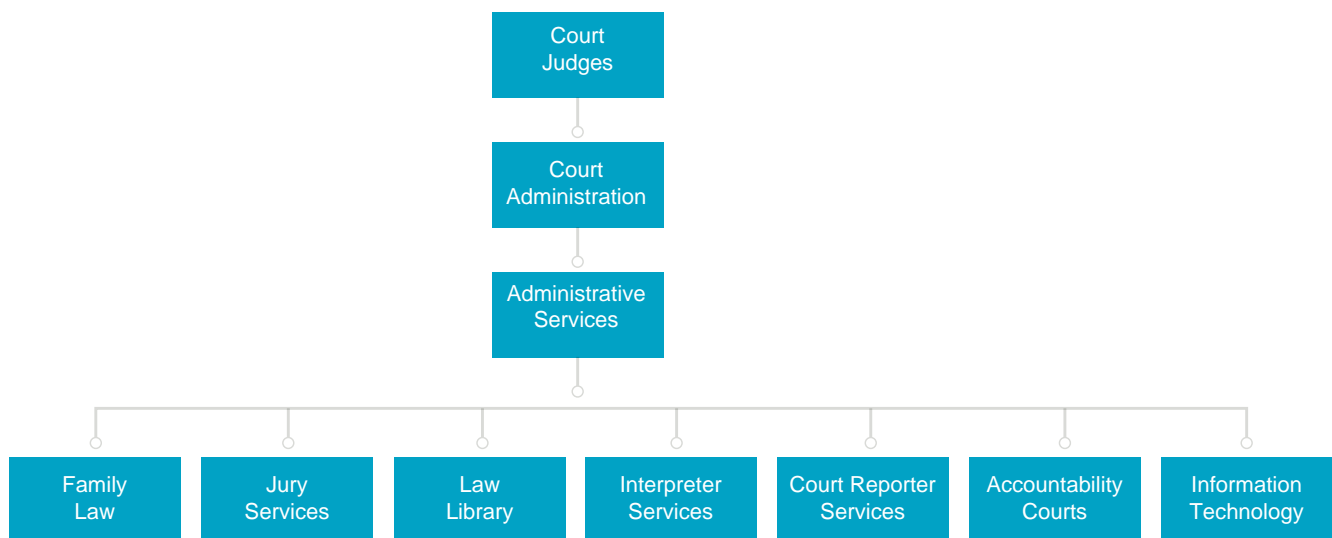 Court
Judges
Court
Administration
Administrative
Services
Family
Law
Jury
Services
Law
Library
Interpreter
Services
Court Reporter
Services
Accountability
Courts
Information
Technology